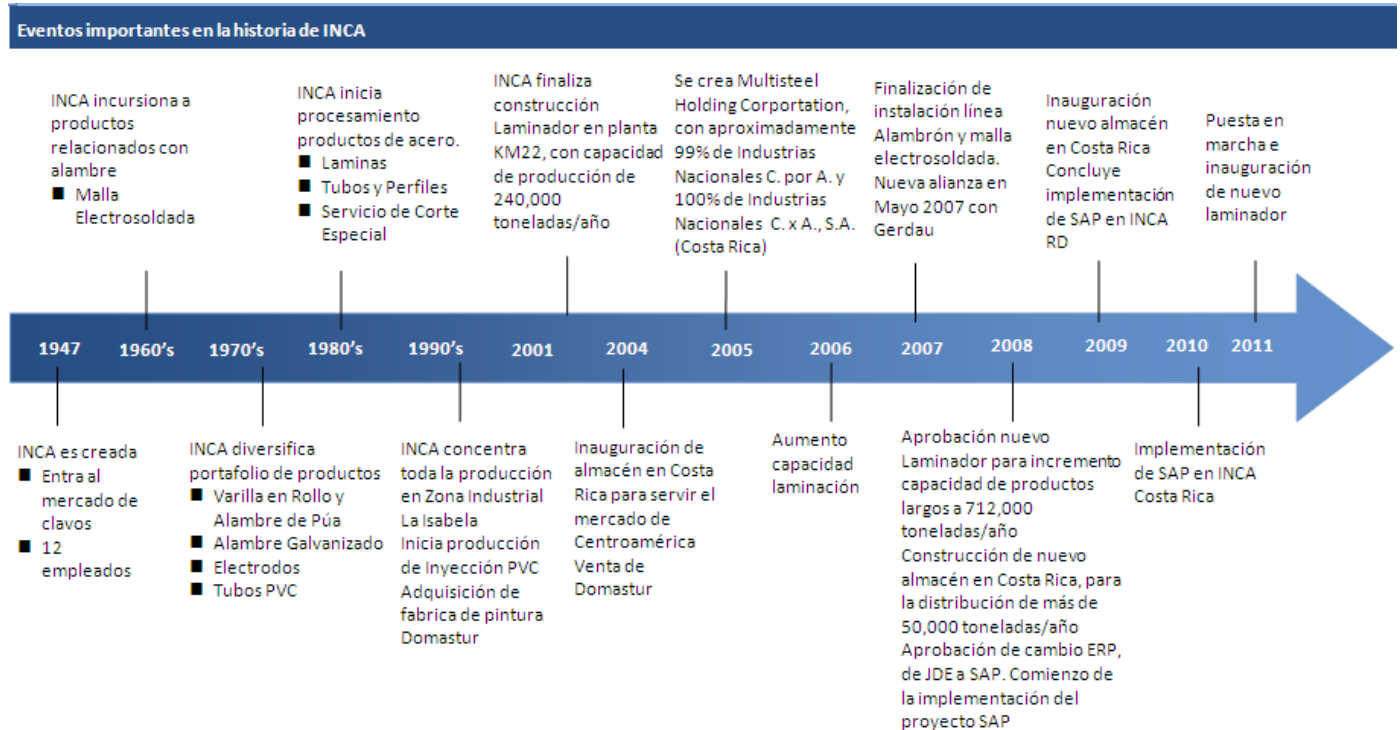 Eventos importantes en la historia de INCA
INCA incursiona a
productos
relacionados con
alambre
■ Malla
Electrosoldada
INCA inicia
procesamiento
productos de acero.
■ Laminas
■ Tubos y Perfiles
■ Servicio de Corte
Especial
INCA finaliza
construcción
Laminador en planta
KM22, con capacidad
de producción de
240,000
toneladas/año
Se crea Multisteel
Holding Corportation,
con aproximadamente
99% de Industrias
Nacionales C. por A. y
100% de Industrias
Nacionales C. x A., S.A.
(Costa Rica)
Finalización de
instalación línea
Alambrón y malla
electrosoldada.
Nueva alianza en
Mayo 2007 con
Gerdau
Inauguración
nuevo almacén
en Costa Rica
Concluye
implementación
de SAP en INCA
RD
Puesta en
marcha e
inauguración
de nuevo
laminador
1947 1960's 1970's 1980's 1990's 2001 2004 2005 2006 2007 2008 2009 2010 2011
INCA es creada
■ Entra al
mercado de
clavos
■ 12
empleados
INCA diversifica
portafolio de productos
■ Varilla en Rollo y
Alambre de Púa
■ Alambre Galvanizado
■ Electrodos
■ Tubos PVC
INCA concentra
toda la producción
en Zona Industrial
La Isabela
Inicia producción
de Inyección PVC
Adquisición de
fabrica de pintura
Domastur
Inauguración de
almacén en Costa
Rica para servir el
mercado de
Centroamérica
Venta de
Domastur
Aumento
capacidad
laminación
Aprobación nuevo
Laminador para incremento
capacidad de productos
largos a 712,000
toneladas/año
Construcción de nuevo
almacén en Costa Rica, para
la distribución de más de
50,000 toneladas/año
Aprobación de cambio ERP,
de JDE a SAP. Comienzo de
la implementación del
proyecto SAP
Implementación
de SAP en INCA
Costa Rica